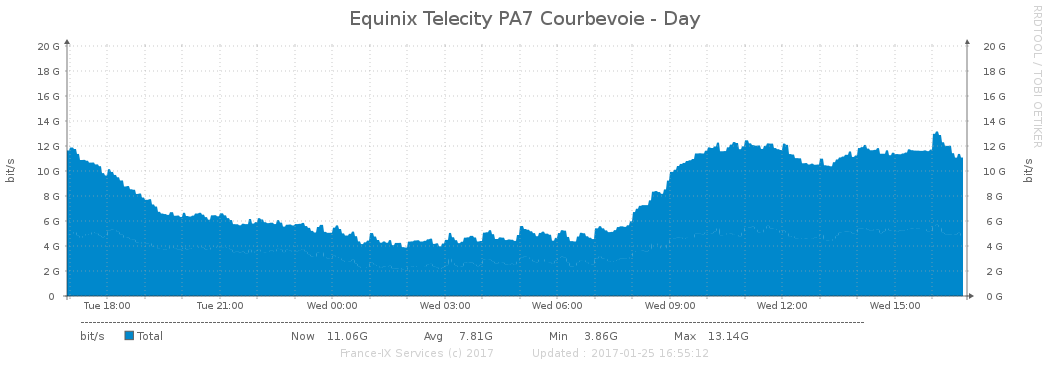 Equinix Telecity PA7 Courbevoie - Day
RRDTOOL / TOBI OETIKER
bit/s
20 G
18 G
16 G
14 G
12 G
10 G
8 G
6 G
4 G
2 G
0
20 G
18 G
16 G
14 G
12 G
10 G
8 G
6 G
4 G
2 G
0 G
bit/s
Tue 18:00 Tue 21:00 Wed 00:00 Wed 03:00 Wed 06:00 Wed 09:00 Wed 12:00 Wed 15:00
bit/s Total Now 11.06G Avg 7.81G Min 3.86G Max 13.14G
France-IX Services (c) 2017 Updated : 2017-01-25 16:55:12